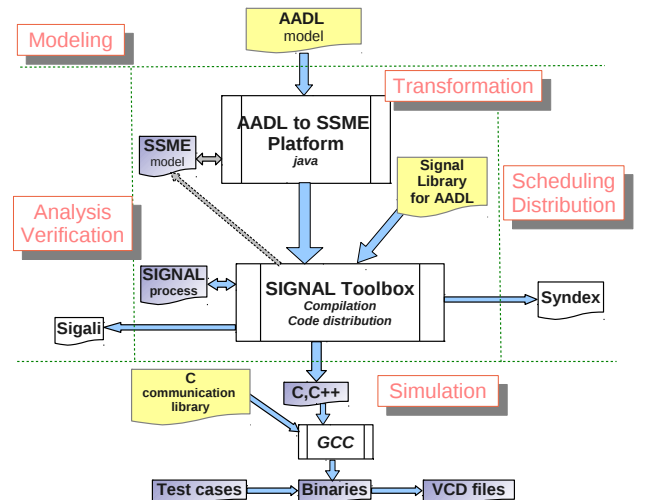 AADL
model
Modeling
Transformation
AADL to SSME
Platform
java
SSME
model
Signal
Library
for AADL
Scheduling
Distribution
Analysis
Verification
SIGNAL
process
SIGNAL Toolbox
Compilation
Code distribution
Syndex
Sigali
C
communication
library
C,C++
Simulation
GCC
Test cases
Binaries
VCD files